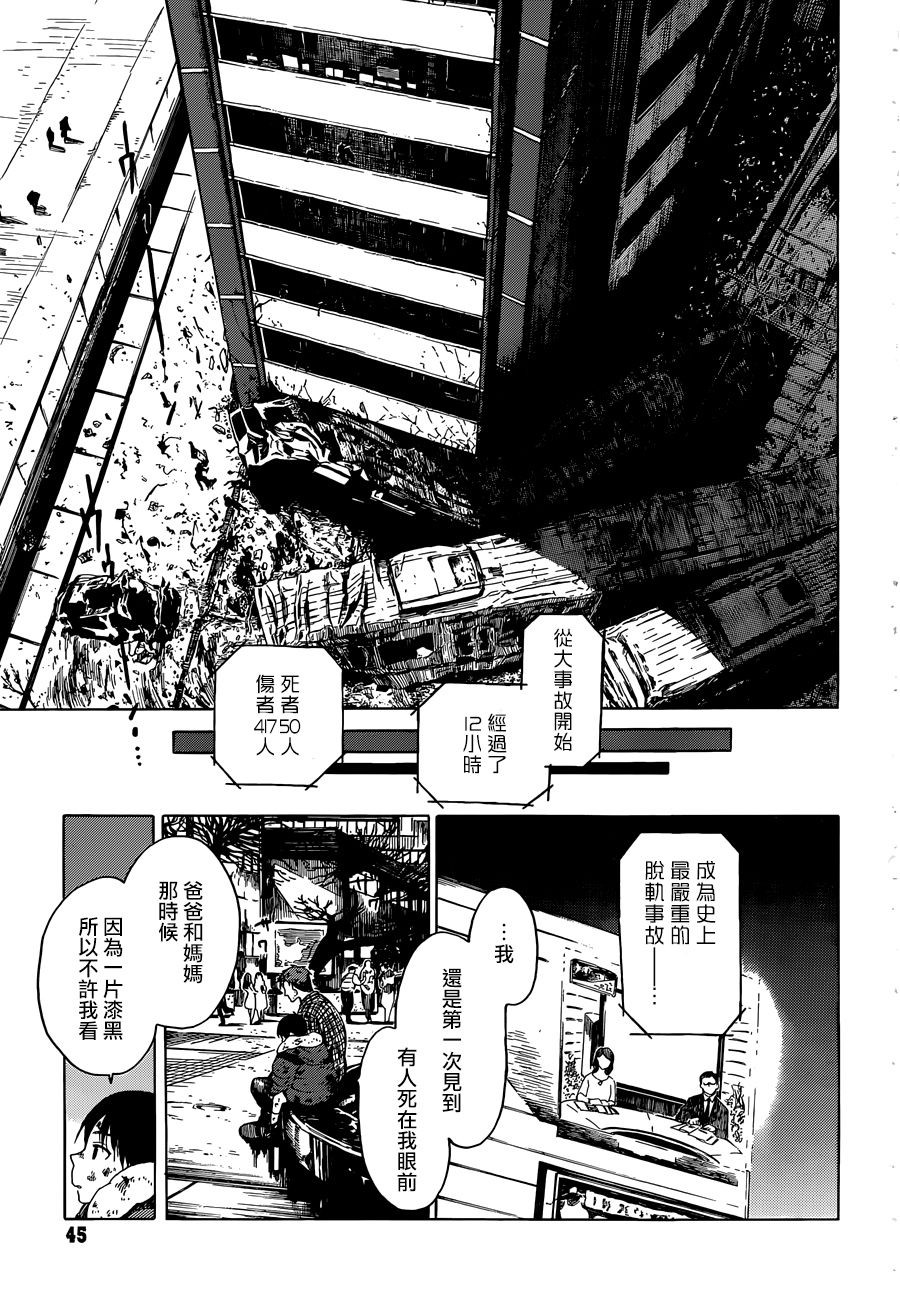 從大事故開始
經過了
12小時
死者50人
傷者417人
成為史上
最嚴重的
脫軌事故
———…
…我
還是第一次見到
有人死在我眼前
爸爸和媽媽
那時候
因為一片漆黑
所以不許我看
45